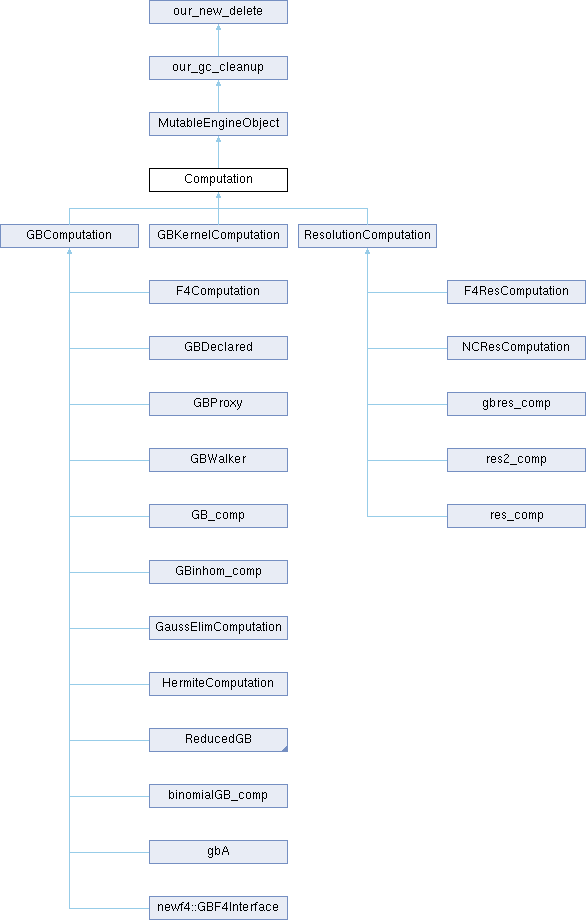 our_new_delete
our_gc_cleanup
MutableEngineObject
Computation
GBComputation
GBKernelComputation
ResolutionComputation
F4Computation
F4ResComputation
GBDeclared
NCResComputation
GBProxy
gbres_comp
GBWalker
res2_comp
GB_comp
res_comp
GBinhom_comp
GaussElimComputation
HermiteComputation
ReducedGB
binomialGB_comp
gbA
newf4::GBF4Interface